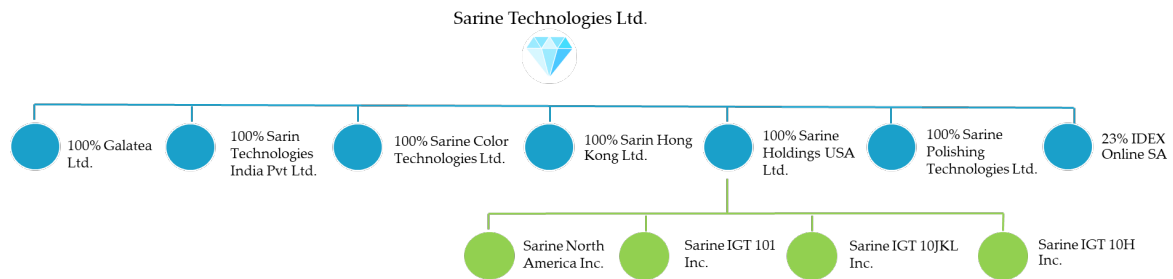 Sarine Technologies Ltd.
100% Galatea
Ltd.
100% Sarin
Technologies
India Pvt Ltd.
100% Sarine Color
Technologies Ltd.
100% Sarin Hong
Kong Ltd.
100% Sarine
Holdings USA
Ltd.
100% Sarine
Polishing
Technologies Ltd.
23% IDEX
Online SA
Sarine North
America Inc.
Sarine IGT 101
Inc.
Sarine IGT 10JKL
Inc.
Sarine IGT 10H
Inc.